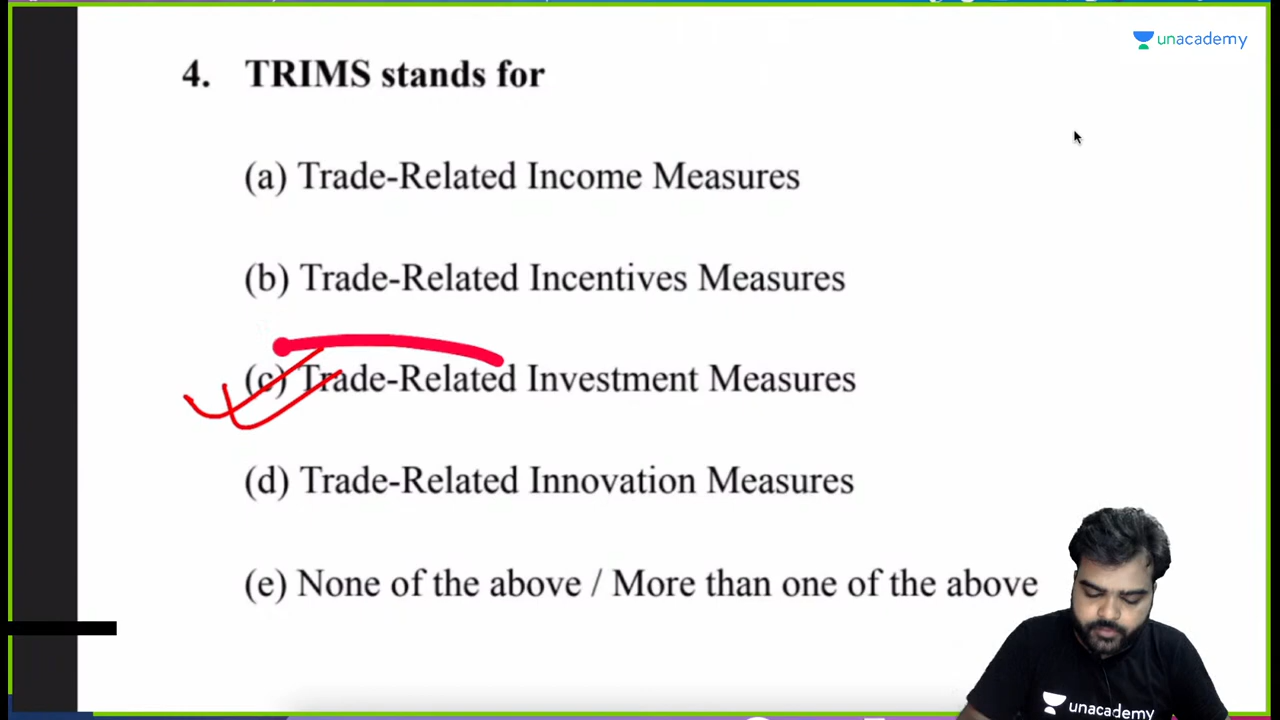 unacademy
4. TRIMS stands for
(a) Trade-Related Income Measures
(b) Trade-Related Incentives Measures
(c) Trade-Related Investment Measures
(d) Trade-Related Innovation Measures
(e) None of the above / More than one of the above
unacademy